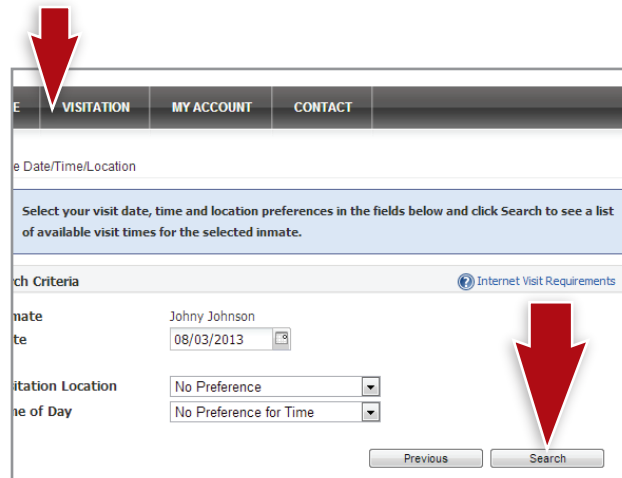 E VISITATION MY ACCOUNT CONTACT
e Date/Time/Location
Select your visit date, time and location preferences in the fields below and click Search to see a list
of available visit times for the selected inmate.
rch Criteria Internet Visit Requirements
mate Johny Johnson
te 08/03/2013
itation Location No Preference
me of Day No Preference for Time
Previous Search